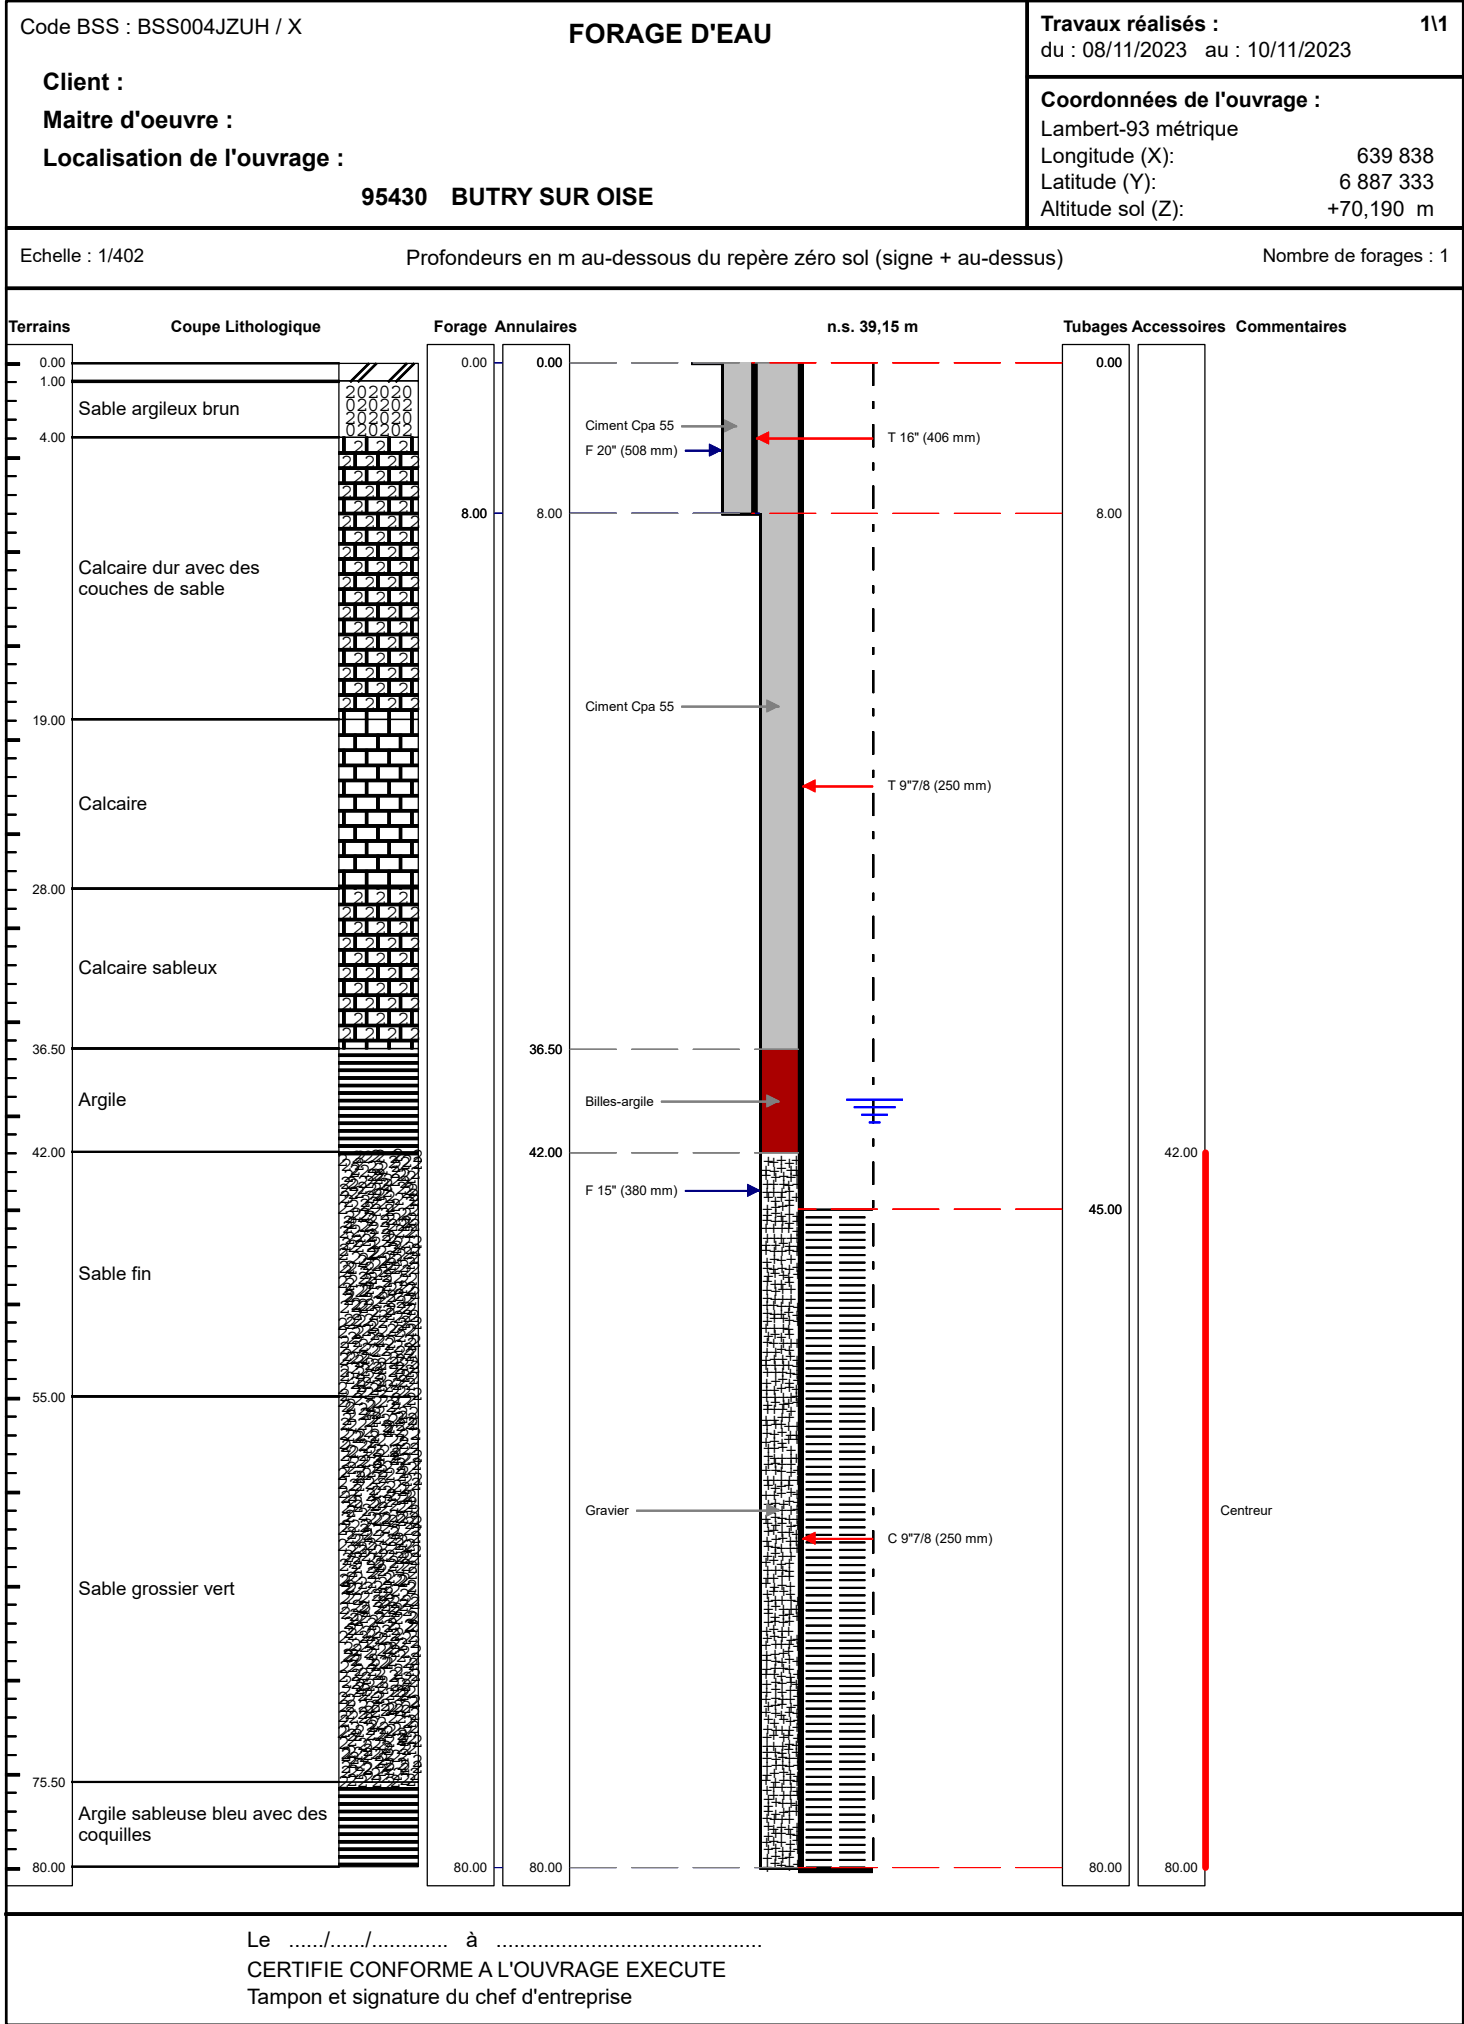 Code BSS : BSS004JZUH / X
FORAGE D'EAU
Client :
Maitre d'oeuvre :
Localisation de l'ouvrage :
95430 BUTRY SUR OISE
Travaux réalisés : 1\1
du : 08/11/2023 au : 10/11/2023
Coordonnées de l'ouvrage :
Lambert-93 métrique
Longitude (X): 639 838
Latitude (Y): 6 887 333
Altitude sol (Z): +70,190 m
Echelle : 1/402
Profondeurs en m au-dessous du repère zéro sol (signe + au-dessus)
Nombre de forages : 1
Terrains Coupe Lithologique Forage Annulaires n.s. 39,15 m Tubages Accessoires Commentaires
0.00 0.00 0.00 0.00
1.00
Sable argileux brun
Ciment Cpa 55
4.00 T 16" (406 mm)
F 20" (508 mm)
8.00 8.00 8.00
Calcaire dur avec des
couches de sable
Ciment Cpa 55
19.00
T 9"7/8 (250 mm)
Calcaire
28.00
Calcaire sableux
36.50 36.50
Argile Billes-argile
42.00 42.00 42.00
F 15" (380 mm)
45.00
Sable fin
55.00
Gravier Centreur
C 9"7/8 (250 mm)
Sable grossier vert
75.50
Argile sableuse bleu avec des
coquilles
80.00 80.00 80.00 80.00 80.00
Le ....../....../............. à .............................................
CERTIFIE CONFORME A L'OUVRAGE EXECUTE
Tampon et signature du chef d'entreprise